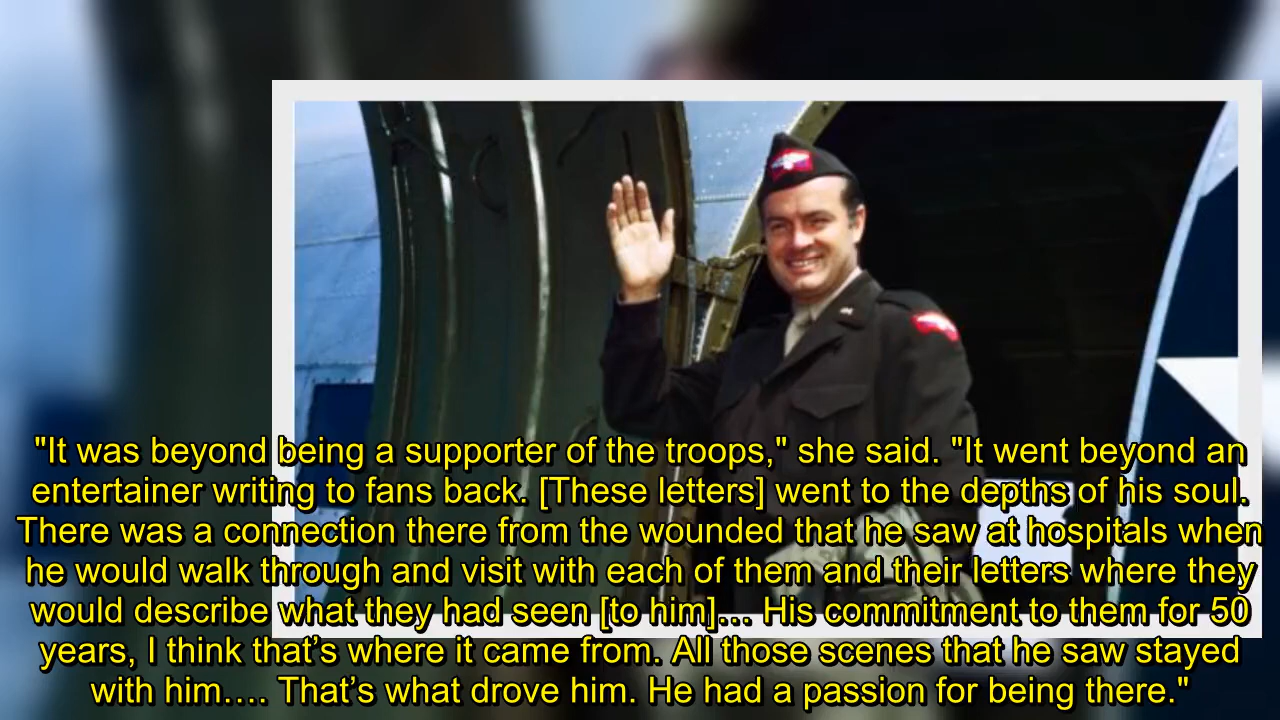 "It was beyond being a supporter of the troops," she said. "It went beyond an
entertainer writing to fans back. [These letters] went to the depths of his soul.
There was a connection there from the wounded that he saw at hospitals when
he would walk through and visit with each of them and their letters where they
would describe what they had seen [to him]… His commitment to them for 50
years, I think that’s where it came from. All those scenes that he saw stayed
with him…. That’s what drove him. He had a passion for being there."